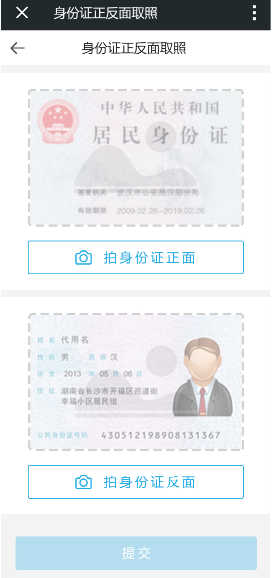 身份证正反面取照
身份证正反面取照
中华人民共和国
居民身份证
签发机关 武汉市公安局汉阳分局
有效期限 2009.02.26-2019.02.26
拍身份证正面
姓名 代用名
性别 男 民族 汉
出生 2013 年 05 月 06 日
住址 湖南省长沙市开福区巡道街
幸福小区居民组
公民身份证号码 430512198908131367
拍身份证反面
提交